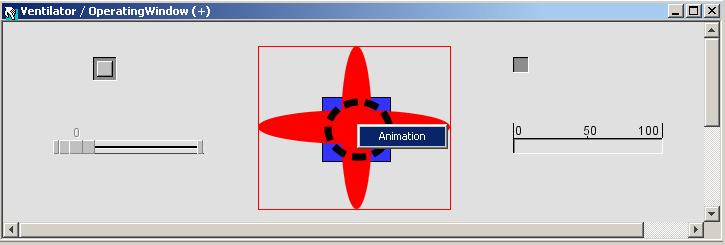 Ventilator / OperatingWindow (+)
0
Animation
0 50 100